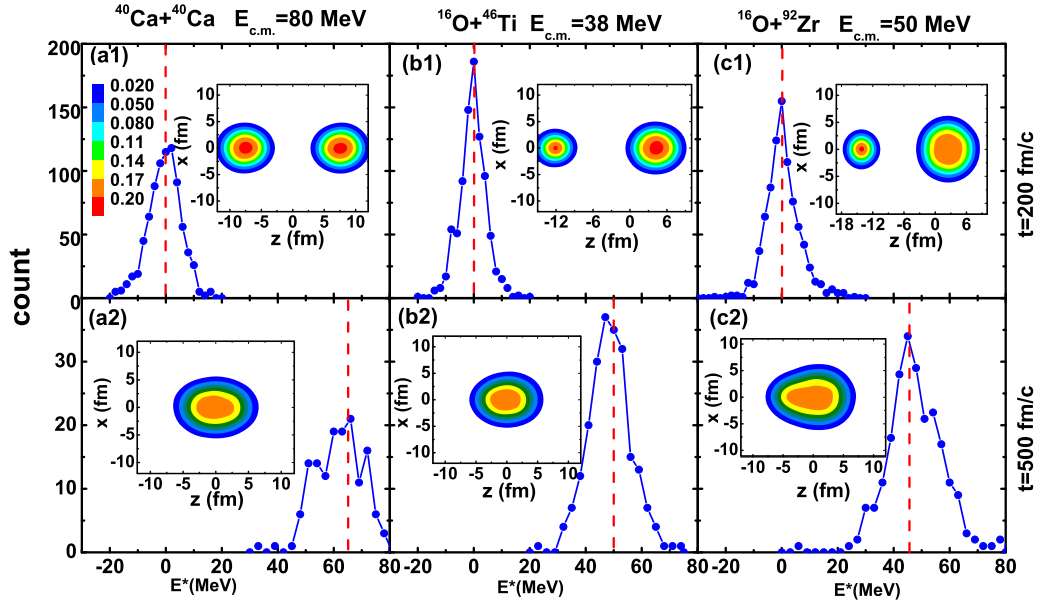 ⁴⁰Ca+⁴⁰Ca E_c.m.=80 MeV
¹⁶O+⁴⁶Ti E_c.m.=38 MeV
¹⁶O+⁹²Zr E_c.m.=50 MeV
(a1)
(b1)
(c1)
200
150
100
50
0
0.020
0.050
0.080
0.11
0.14
0.17
0.20
10
5
0
-5
-10
x (fm)
-10 -5 0 5 10
z (fm)
10
5
0
-5
-10
x (fm)
-12 -6 0 6
z (fm)
10
5
0
-5
-10
x (fm)
-18 -12 -6 0 6
z (fm)
t=200 fm/c
count
(a2)
(b2)
(c2)
30
20
10
0
10
5
0
-5
-10
x (fm)
-10 -5 0 5 10
z (fm)
10
5
0
-5
-10
x (fm)
-10 -5 0 5 10
z (fm)
10
5
0
-5
-10
x (fm)
-10 -5 0 5 10
z (fm)
t=500 fm/c
-20 0 20 40 60 80
-20 0 20 40 60
-20 0 20 40 60 80
E*(MeV)
E*(MeV)
E*(MeV)